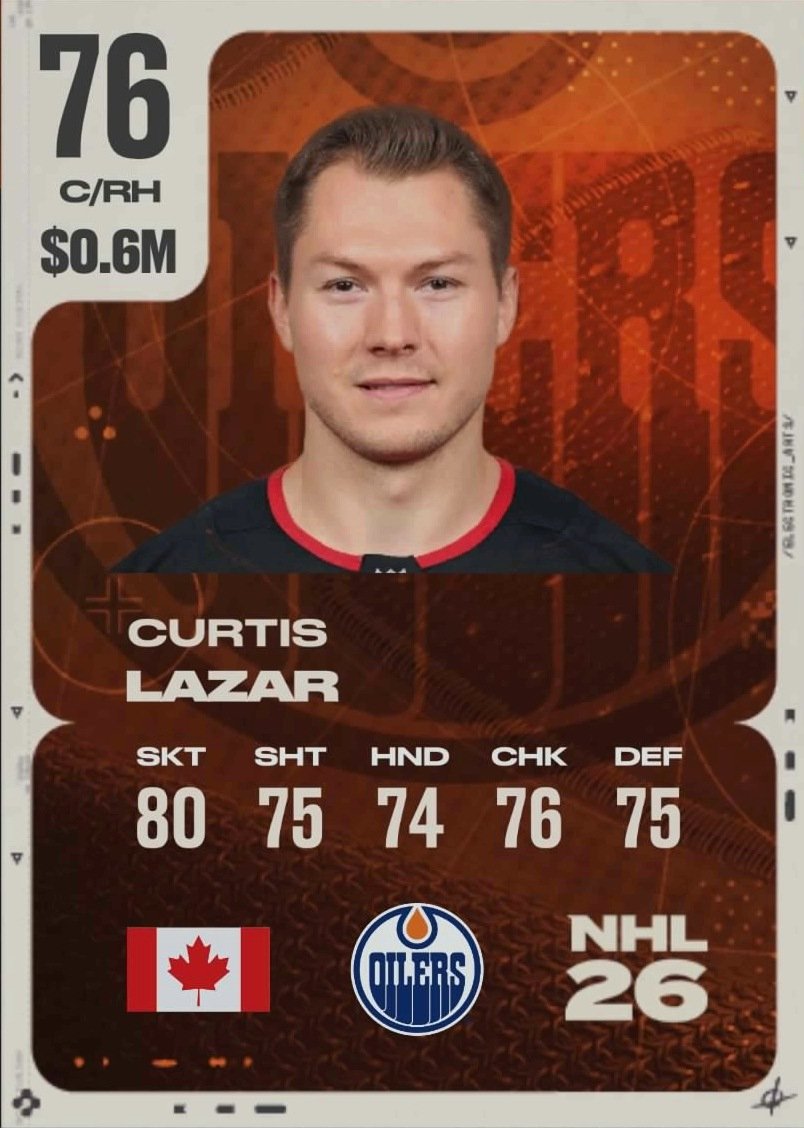 76
C/RH
$0.6M
CURTIS
LAZAR
SKT SHT HND CHK DEF
80 75 74 76 75
OILERS
NHL
26
/ELECTRONIC_ARTS/